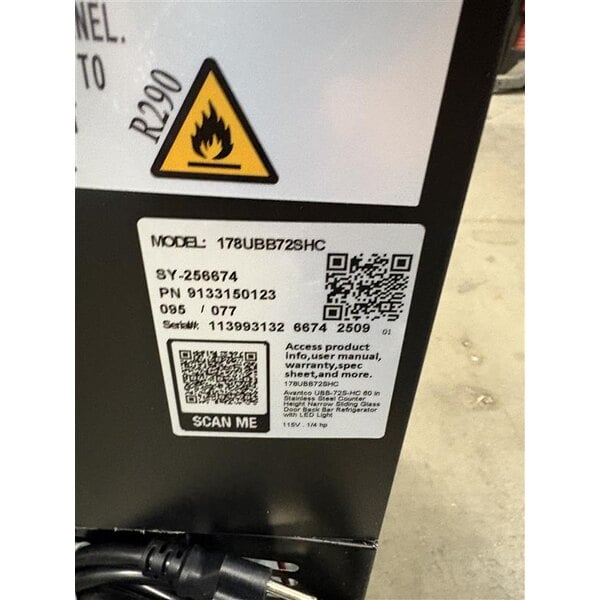 NEL.
TO
R290
MODEL: 178UBB72SHC
SY-256674
PN 9133150123
095 / 077
Serial#: 113993132 6674 2509 01
Access product
info,user manual,
warranty,spec
sheet,and more.
178UBB72SHC
Avantco UBB-72S-HC 60 in
Stainless Steel Counter
Height Narrow Sliding Glass
Door Back Bar Refrigerator
with LED Light
115V . 1/4 hp
SCAN ME